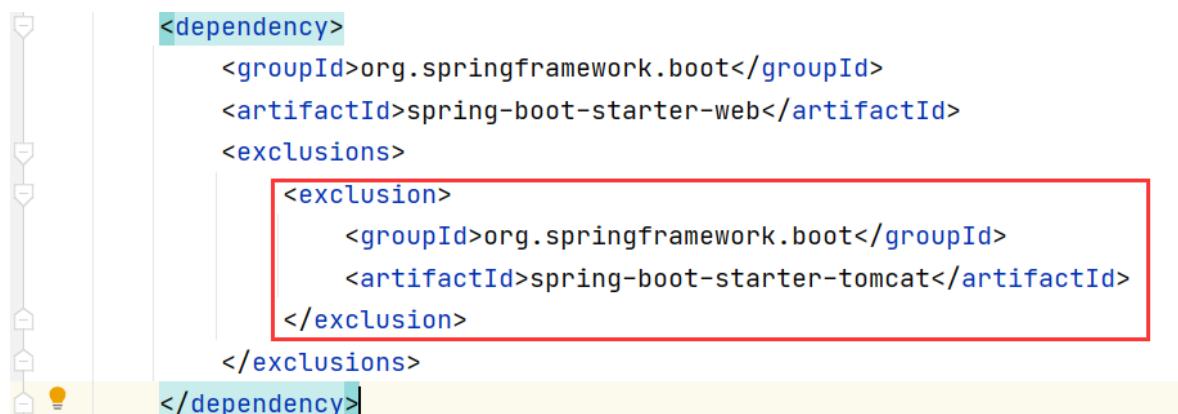 <dependency>
<groupId>org.springframework.boot</groupId>
<artifactId>spring-boot-starter-web</artifactId>
<exclusions>
<exclusion>
<groupId>org.springframework.boot</groupId>
<artifactId>spring-boot-starter-tomcat</artifactId>
</exclusion>
</exclusions>
</dependency>